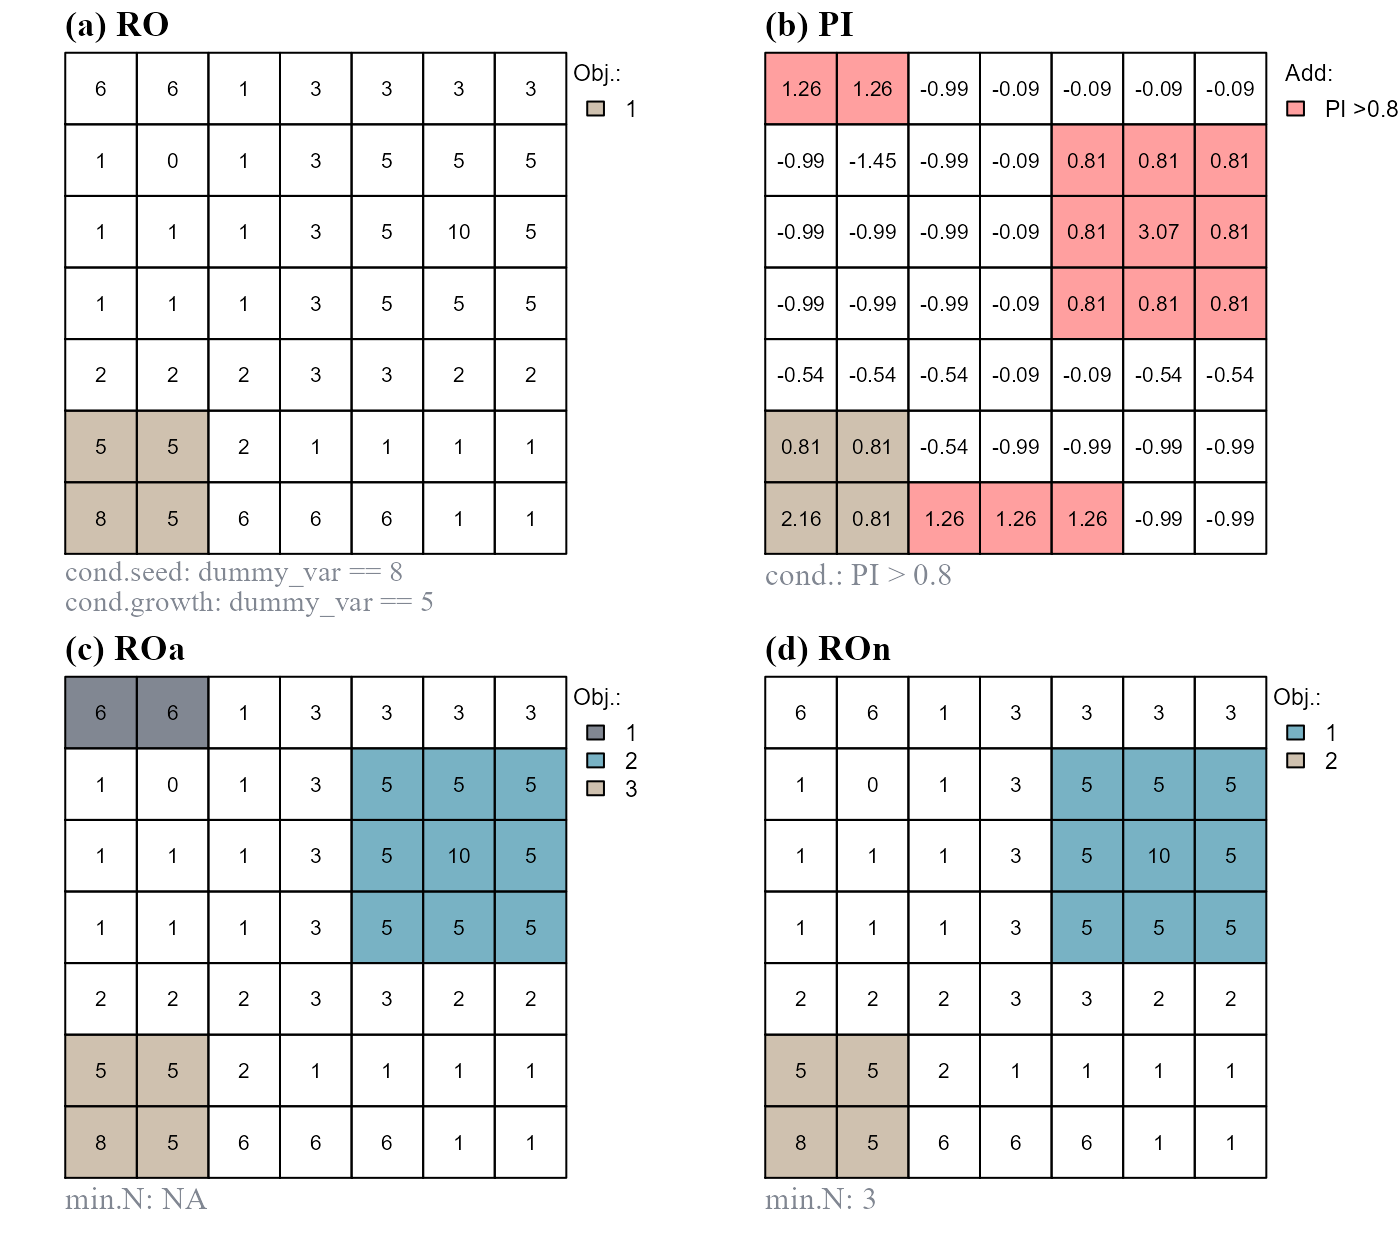 (a) RO
6 6 1 3 3 3 3
1 0 1 3 5 5 5
1 1 1 3 5 10 5
1 1 1 3 5 5 5
2 2 2 3 3 2 2
5 5 2 1 1 1 1
8 5 6 6 6 1 1
Obj.:
1
cond.seed: dummy_var == 8
cond.growth: dummy_var == 5
(b) PI
1.26 1.26 -0.99 -0.09 -0.09 -0.09 -0.09
-0.99 -1.45 -0.99 -0.09 0.81 0.81 0.81
-0.99 -0.99 -0.99 -0.09 0.81 3.07 0.81
-0.99 -0.99 -0.99 -0.09 0.81 0.81 0.81
-0.54 -0.54 -0.54 -0.09 -0.09 -0.54 -0.54
0.81 0.81 -0.54 -0.99 -0.99 -0.99 -0.99
2.16 0.81 1.26 1.26 1.26 -0.99 -0.99
Add:
PI >0.8
cond.: PI > 0.8
(c) ROa
6 6 1 3 3 3 3
1 0 1 3 5 5 5
1 1 1 3 5 10 5
1 1 1 3 5 5 5
2 2 2 3 3 2 2
5 5 2 1 1 1 1
8 5 6 6 6 1 1
Obj.:
1
2
3
min.N: NA
(d) ROn
6 6 1 3 3 3 3
1 0 1 3 5 5 5
1 1 1 3 5 10 5
1 1 1 3 5 5 5
2 2 2 3 3 2 2
5 5 2 1 1 1 1
8 5 6 6 6 1 1
Obj.:
1
2
min.N: 3